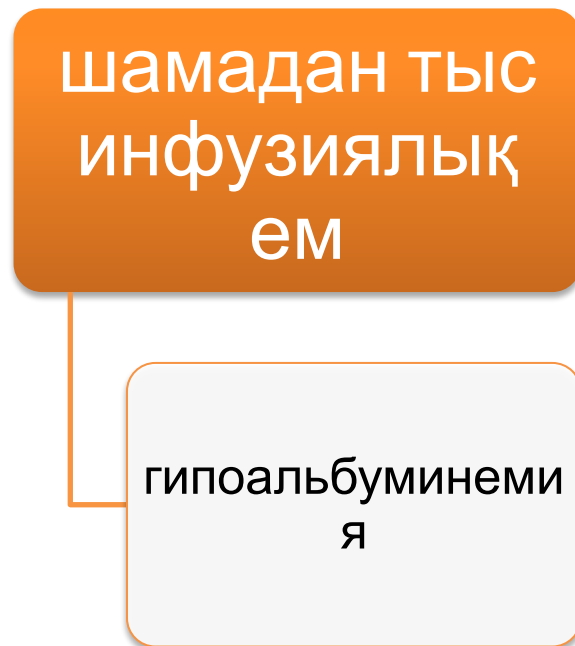 шамадан тыс
инфузиялық
ем
гипоальбуминеми
я